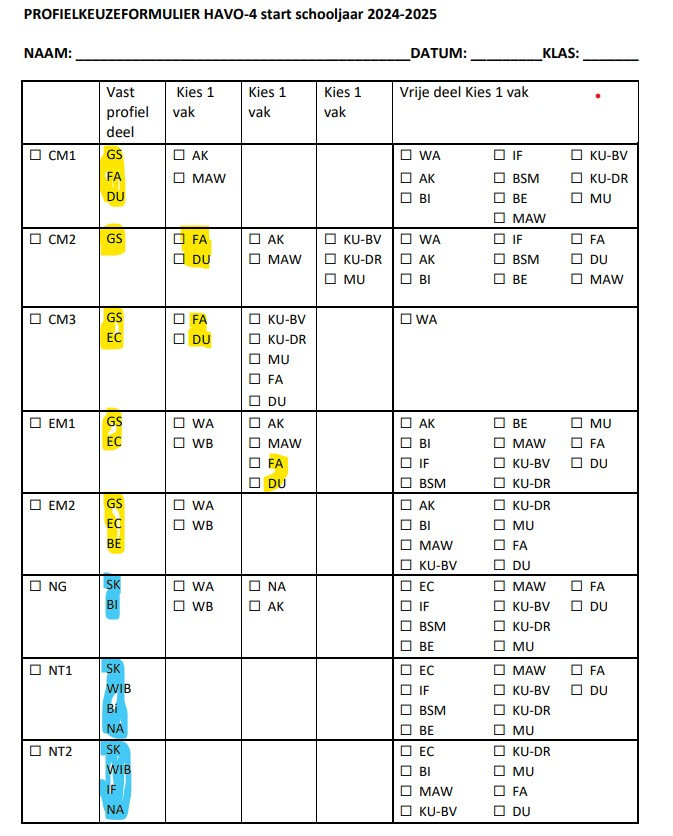 PROFIELKEUZEFORMULIER HAVO-4 start schooljaar 2024-2025
NAAM: ________________________________________DATUM: _________KLAS: _______
Vast profiel deel
Kies 1 vak
Kies 1 vak
Kies 1 vak
Vrije deel Kies 1 vak
☐ CM1 GS ☐ AK ☐ WA ☐ IF ☐ KU-BV
FA ☐ MAW ☐ AK ☐ BSM ☐ KU-DR
DU ☐ BI ☐ BE ☐ MU
☐ MAW
☐ CM2 GS ☐ FA ☐ AK ☐ KU-BV ☐ WA ☐ IF ☐ FA
☐ DU ☐ MAW ☐ KU-DR ☐ AK ☐ BSM ☐ DU
☐ MU ☐ BI ☐ BE ☐ MAW
☐ CM3 GS ☐ FA ☐ KU-BV ☐ WA
EC ☐ DU ☐ KU-DR
☐ MU
☐ FA
☐ DU
☐ EM1 GS ☐ WA ☐ AK ☐ AK ☐ BE ☐ MU
EC ☐ WB ☐ MAW ☐ BI ☐ MAW ☐ FA
☐ FA ☐ IF ☐ KU-BV ☐ DU
☐ DU ☐ BSM ☐ KU-DR
☐ EM2 GS ☐ WA ☐ AK ☐ KU-DR
EC ☐ WB ☐ BI ☐ MU
BE ☐ MAW ☐ FA
☐ KU-BV ☐ DU
☐ NG SK ☐ WA ☐ NA ☐ EC ☐ MAW ☐ FA
BI ☐ WB ☐ AK ☐ IF ☐ KU-BV ☐ DU
☐ BSM ☐ KU-DR
☐ BE ☐ MU
☐ NT1 SK ☐ EC ☐ MAW ☐ FA
WIB ☐ IF ☐ KU-BV ☐ DU
Bi ☐ BSM ☐ KU-DR
NA ☐ BE ☐ MU
☐ NT2 SK ☐ EC ☐ KU-DR
WIB ☐ BI ☐ MU
IF ☐ MAW ☐ FA
NA ☐ KU-BV ☐ DU